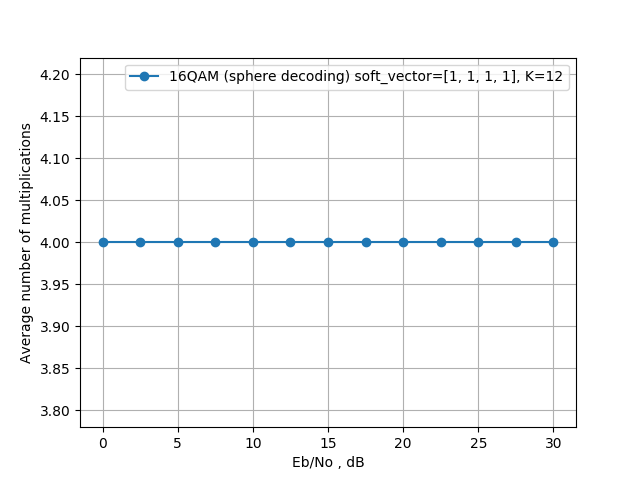 16QAM (sphere decoding) soft_vector=[1, 1, 1, 1], K=12
Average number of multiplications
4.20
4.15
4.10
4.05
4.00
3.95
3.90
3.85
3.80
0 5 10 15 20 25 30
Eb/No , dB